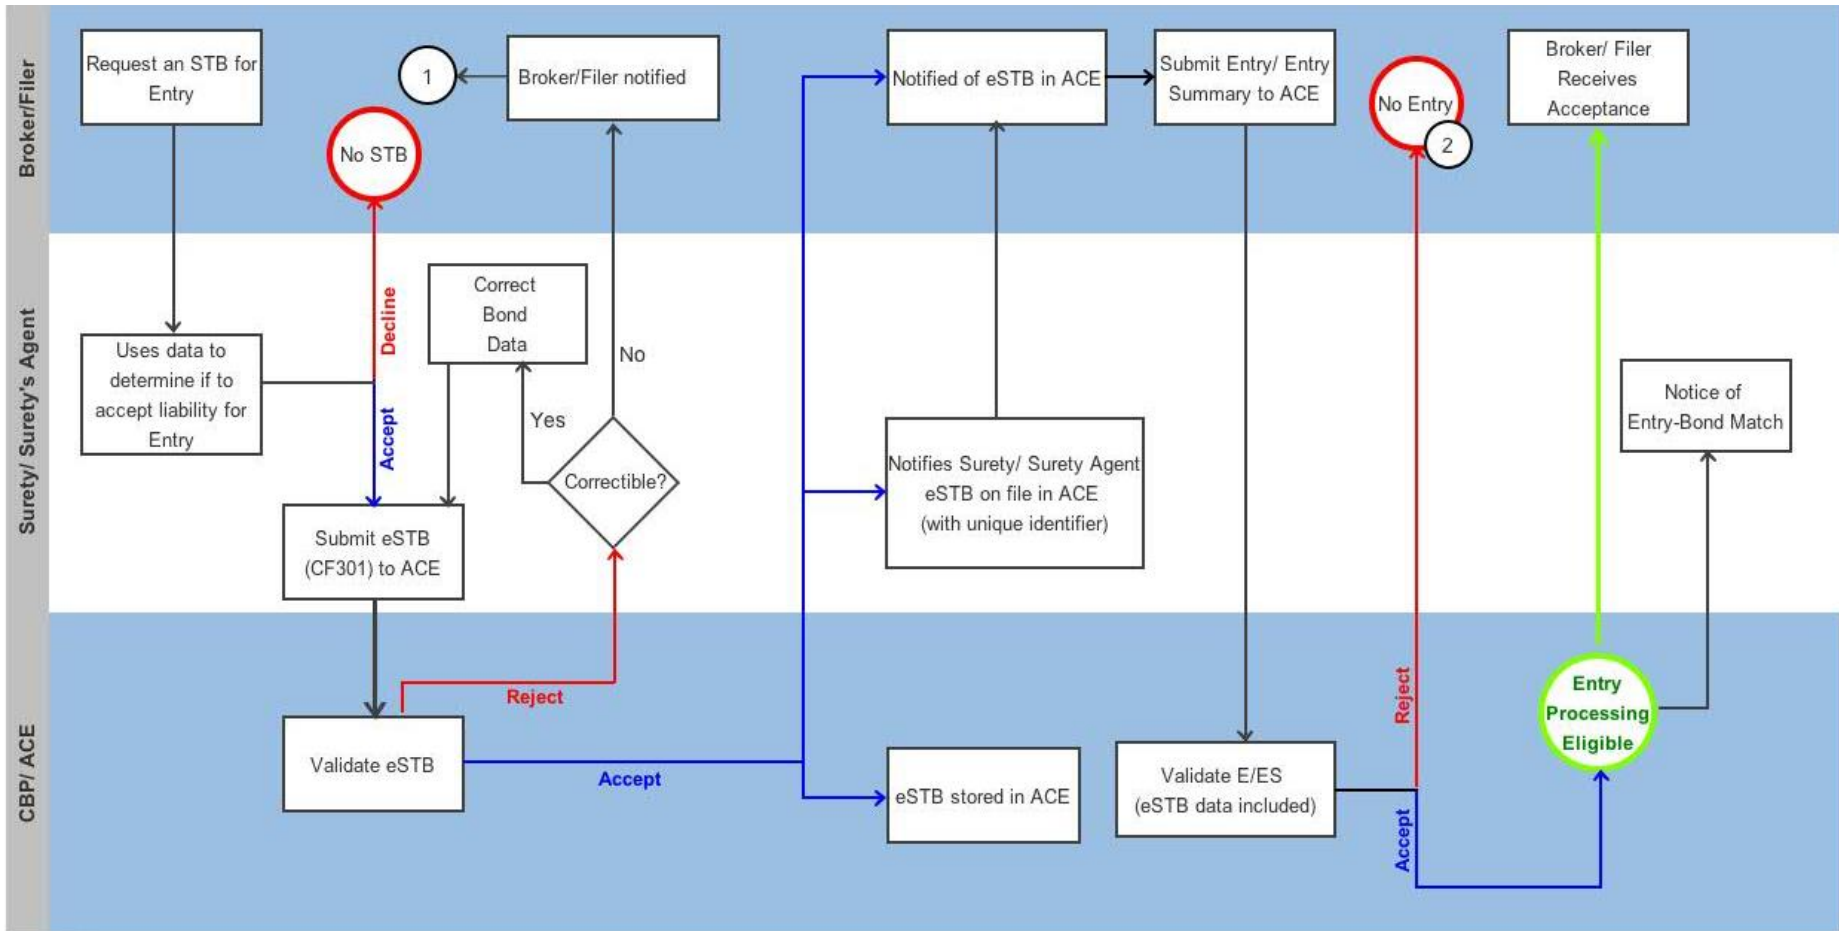 Broker/Filer
Request an STB for
Entry
No STB
1
Broker/Filer notified
Notified of eSTB in ACE
Submit Entry/ Entry
Summary to ACE
No Entry
2
Broker/ Filer
Receives
Acceptance
Surety/ Surety's Agent
Uses data to
determine if to
accept liability for
Entry
Decline
Accept
Correct
Bond
Data
Yes
No
Correctible?
Submit eSTB
(CF301) to ACE
Notifies Surety/ Surety Agent
eSTB on file in ACE
(with unique identifier)
Notice of
Entry-Bond Match
CBP/ ACE
Validate eSTB
Reject
Accept
eSTB stored in ACE
Validate E/ES
(eSTB data included)
Reject
Accept
Entry
Processing
Eligible